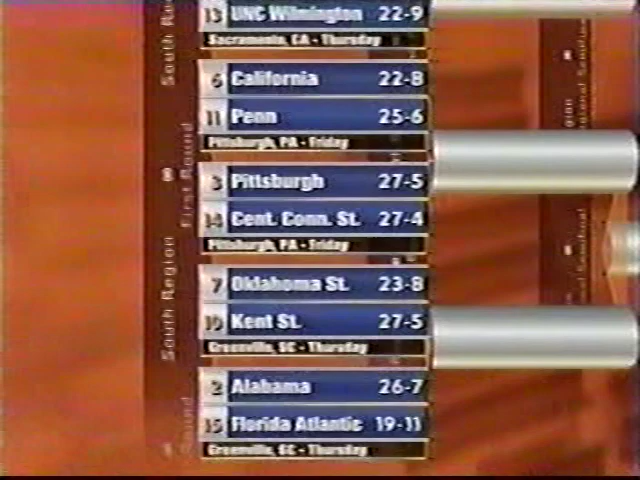 13 UNC Wilmington 22-9
Sacramento, CA - Thursday
6 California 22-8
11 Penn 25-6
Pittsburgh, PA - Friday
3 Pittsburgh 27-5
14 Cent. Conn. St. 27-4
Pittsburgh, PA - Friday
7 Oklahoma St. 23-8
10 Kent St. 27-5
Greenville, SC - Thursday
2 Alabama 26-7
15 Florida Atlantic 19-11
Greenville, SC - Thursday
South
First Round
South Region